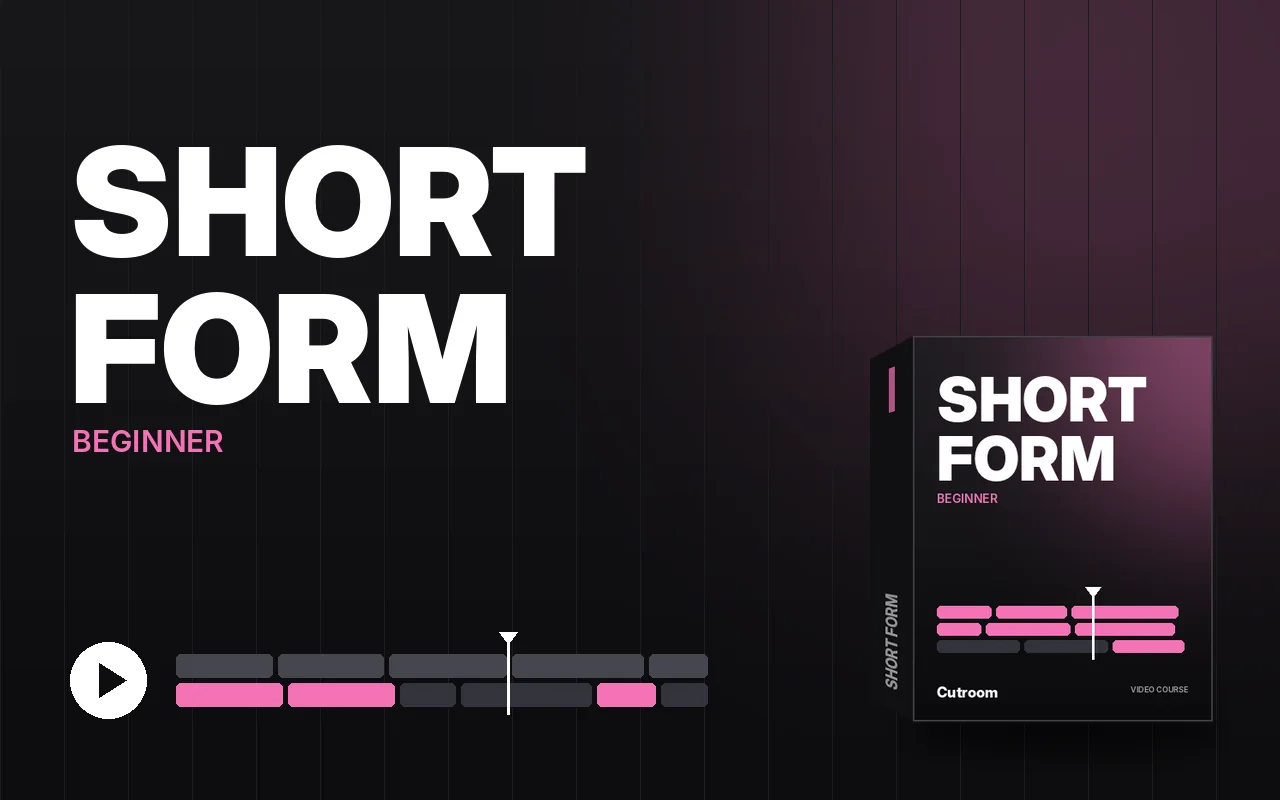 SHORT
FORM
BEGINNER
SHORT
FORM
BEGINNER
SHORT FORM
Cutroom
VIDEO COURSE